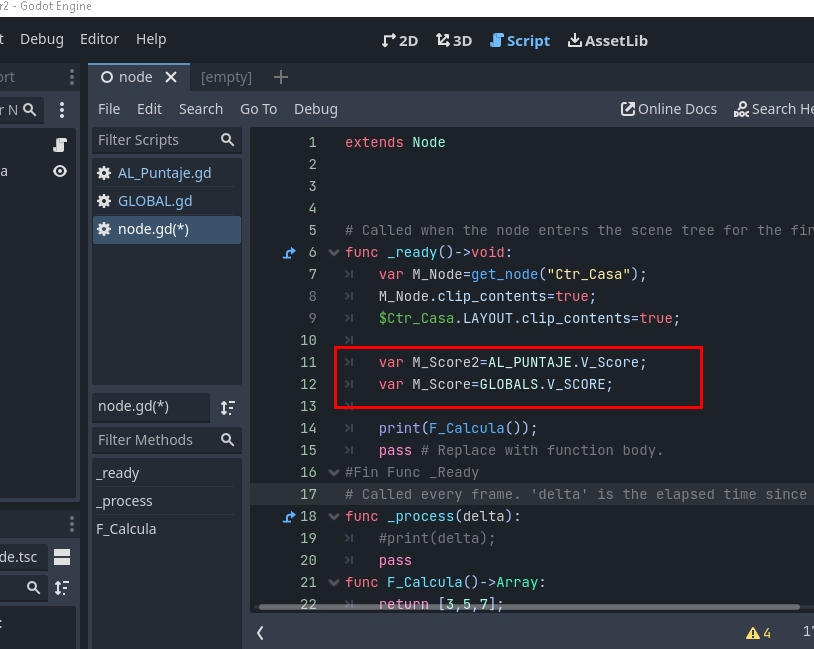 r2 - Godot Engine
t Debug Editor Help 2D 3D Script AssetLib
ort node [empty]
r N File Edit Search Go To Debug Online Docs Search He
Filter Scripts
a
AL_Puntaje.gd
GLOBAL.gd
node.gd(*)
node.gd(*)
Filter Methods
_ready
_process
F_Calcula
de.tsc
:
1 extends Node
2
3
4
5 # Called when the node enters the scene tree for the fir
6 func _ready()->void:
7 var M_Node=get_node("Ctr_Casa");
8 M_Node.clip_contents=true;
9 $Ctr_Casa.LAYOUT.clip_contents=true;
10
11 var M_Score2=AL_PUNTAJE.V_Score;
12 var M_Score=GLOBALS.V_SCORE;
13
14 print(F_Calcula());
15 pass # Replace with function body.
16 #Fin Func _Ready
17 # Called every frame. 'delta' is the elapsed time since
18 func _process(delta):
19 #print(delta);
20 pass
21 func F_Calcula()->Array:
22 return [3,5,7];
4